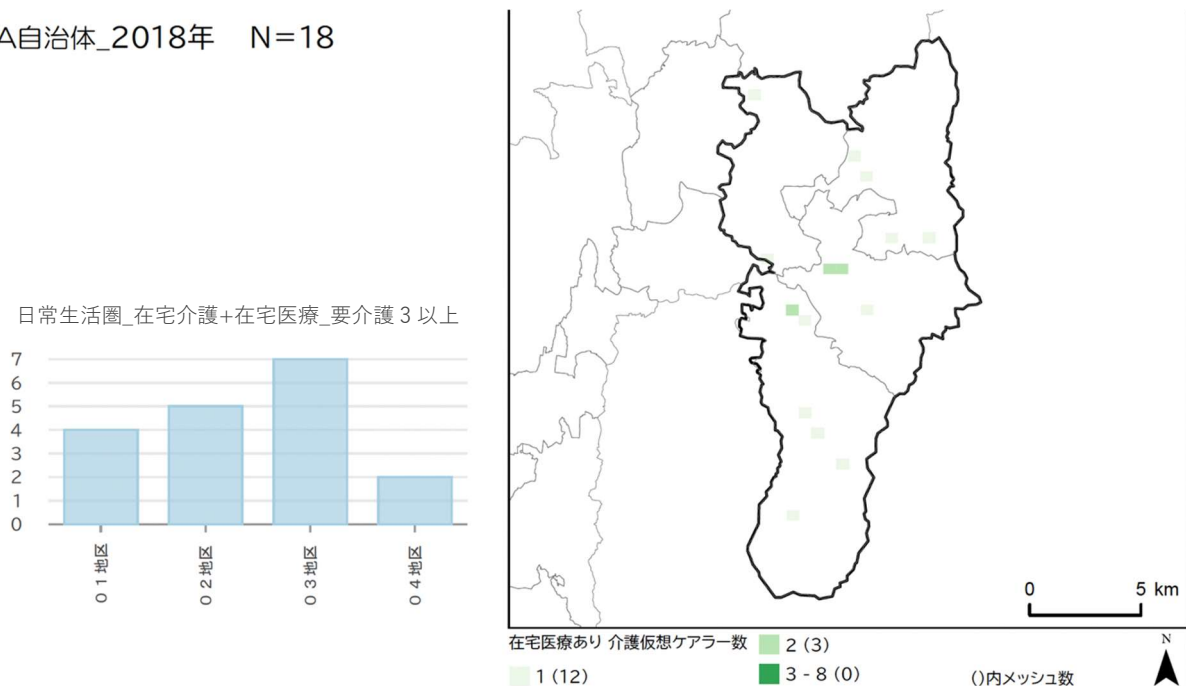 A自治体_2018年 N=18
日常生活圏_在宅介護+在宅医療_要介護３以上
7
6
5
4
3
2
1
0
０１地区
０２地区
０３地区
０４地区
0 5 km
在宅医療あり 介護仮想ケアラー数
1 (12)
2 (3)
3 - 8 (0)
()内メッシュ数
N